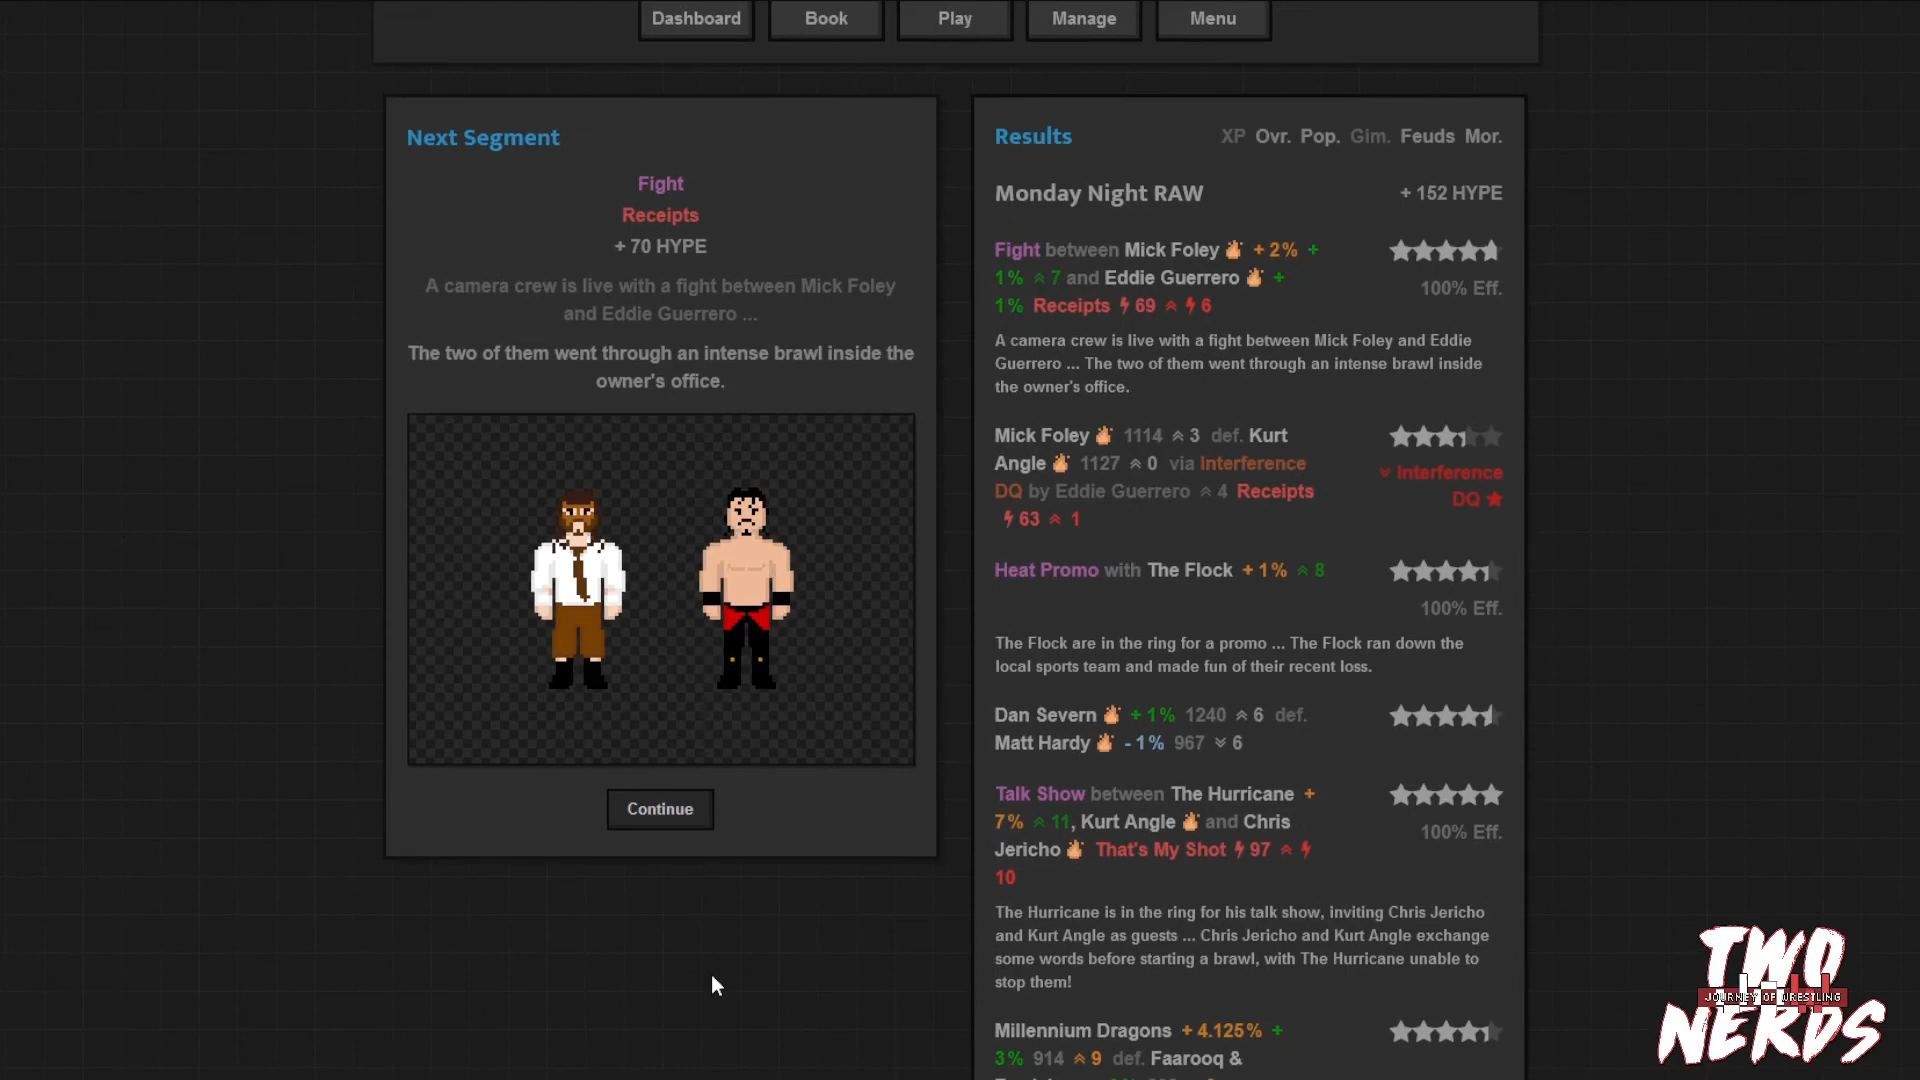 Dashboard
Book
Play
Manage
Menu
Next Segment
Fight
Receipts
+ 70 HYPE
A camera crew is live with a fight between Mick Foley
and Eddie Guerrero ...
The two of them went through an intense brawl inside the
owner's office.
Continue
Results
XP Ovr. Pop. Gim. Feuds Mor.
Monday Night RAW
+ 152 HYPE
Fight between Mick Foley + 2% +
1% 7 and Eddie Guerrero +
1% Receipts 69 6
100% Eff.
A camera crew is live with a fight between Mick Foley and Eddie
Guerrero ... The two of them went through an intense brawl inside
the owner's office.
Mick Foley 1114 3 def. Kurt
Angle 1127 0 via Interference
DQ by Eddie Guerrero 4 Receipts
63 1
Interference
DQ
Heat Promo with The Flock + 1% 8
100% Eff.
The Flock are in the ring for a promo ... The Flock ran down the
local sports team and made fun of their recent loss.
Dan Severn + 1% 1240 6 def.
Matt Hardy - 1% 967 6
Talk Show between The Hurricane +
7% 11, Kurt Angle and Chris
Jericho That's My Shot 97
10
100% Eff.
The Hurricane is in the ring for his talk show, inviting Chris Jericho
and Kurt Angle as guests ... Chris Jericho and Kurt Angle exchange
some words before starting a brawl, with The Hurricane unable to
stop them!
Millennium Dragons + 4.125% +
3% 914 9 def. Faarooq &
TWO
JOURNEY OF WRESTLING
NERDS